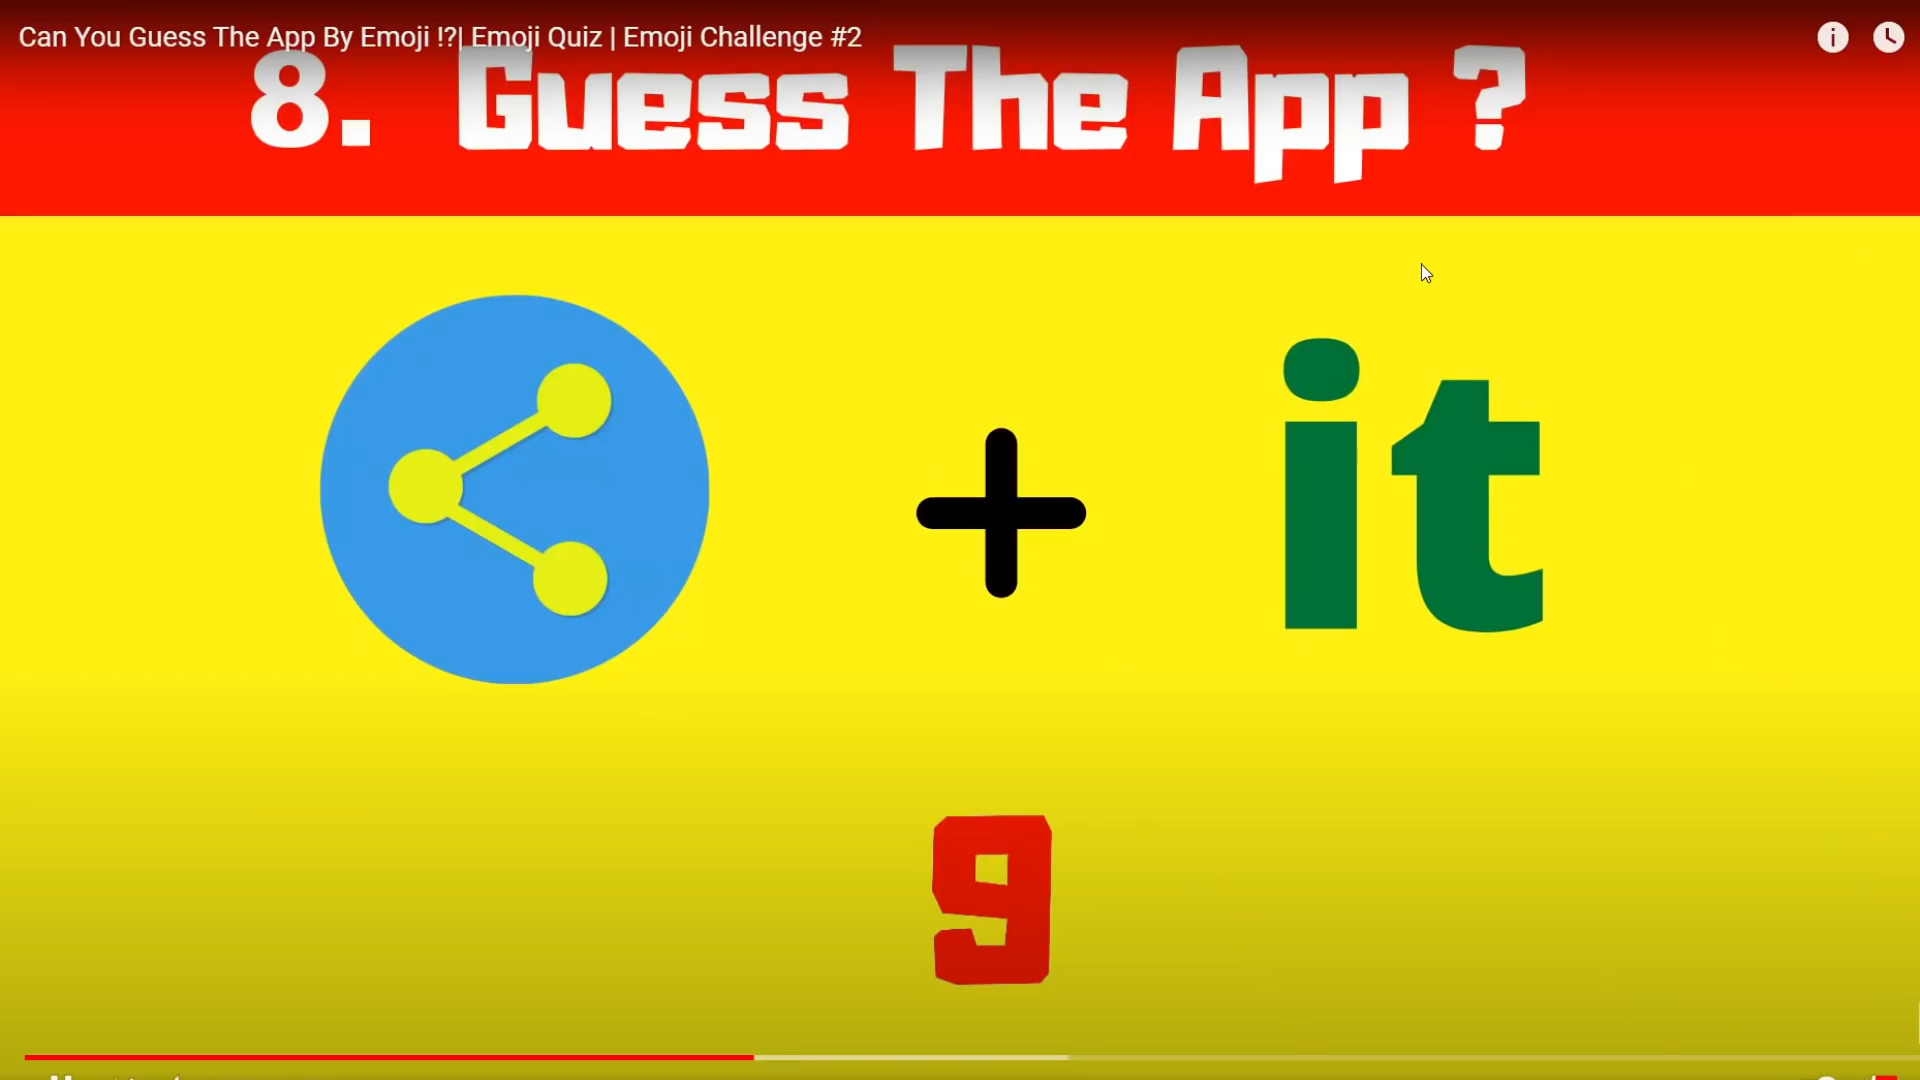 Can You Guess The App By Emoji !?| Emoji Quiz | Emoji Challenge #2
8. Guess The App ?
it
9